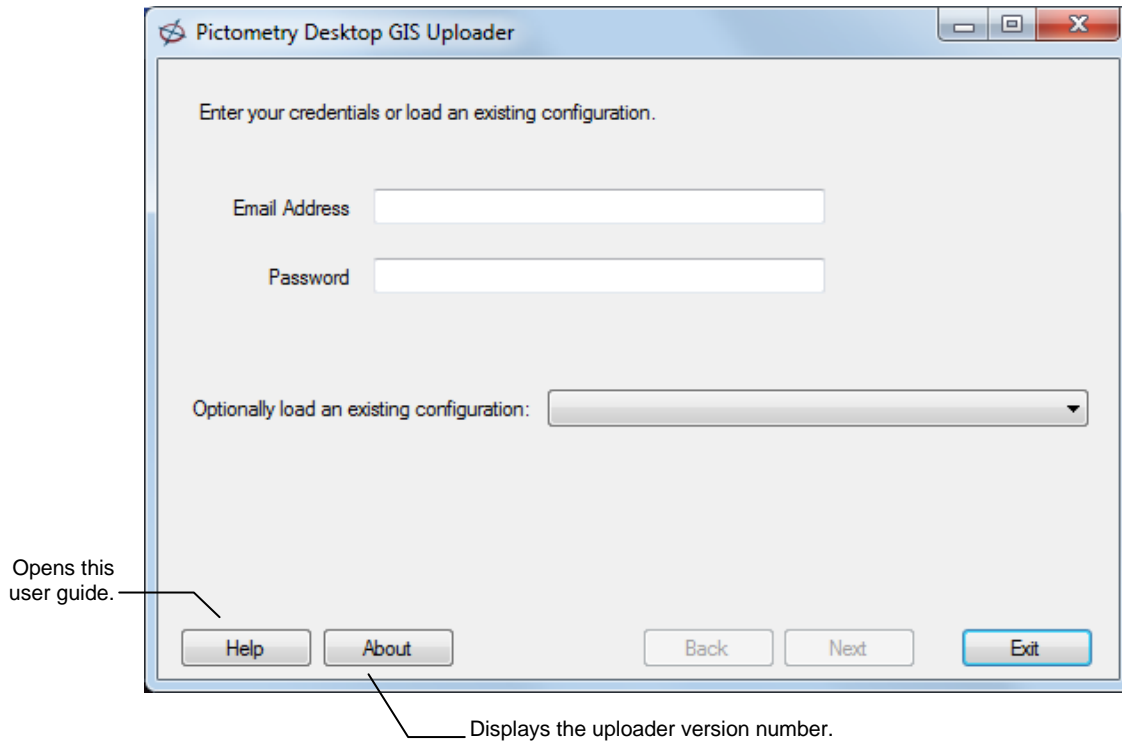 Pictometry Desktop GIS Uploader
Enter your credentials or load an existing configuration.
Email Address
Password
Optionally load an existing configuration:
Opens this
user guide.
Help
About
Back
Next
Exit
Displays the uploader version number.